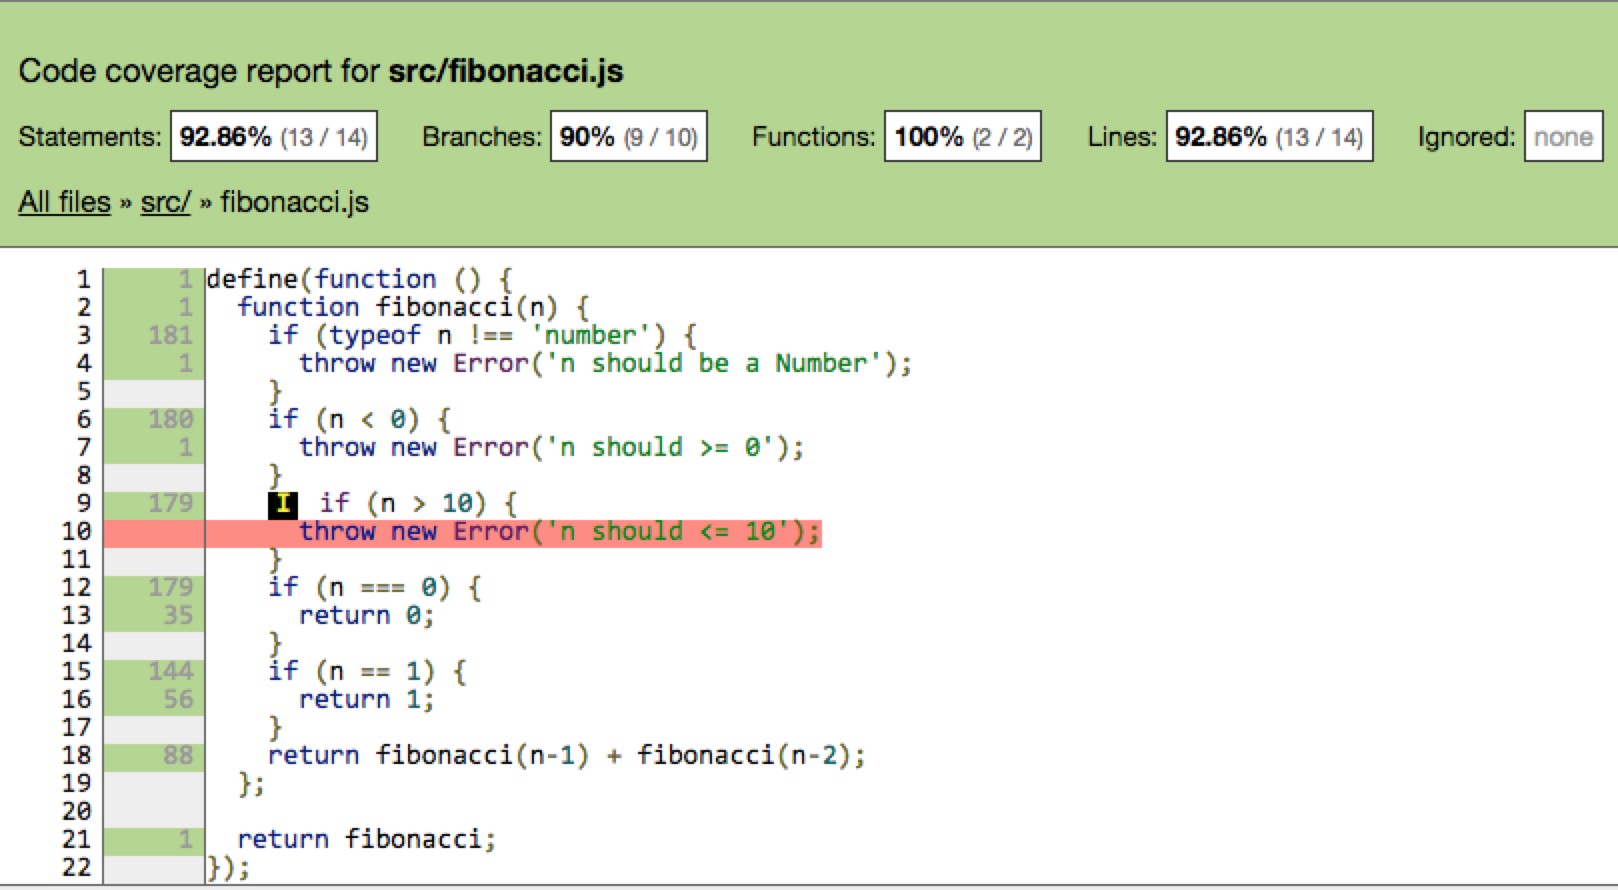 Code coverage report for src/fibonacci.js
Statements: 92.86% (13 / 14) Branches: 90% (9 / 10) Functions: 100% (2 / 2) Lines: 92.86% (13 / 14) Ignored: none
All files » src/ » fibonacci.js
1 1 define(function () {
2 1 function fibonacci(n) {
3 181 if (typeof n !== 'number') {
4 1 throw new Error('n should be a Number');
5 }
6 180 if (n < 0) {
7 1 throw new Error('n should >= 0');
8 }
9 179 I if (n > 10) {
10 throw new Error('n should <= 10');
11 }
12 179 if (n === 0) {
13 35 return 0;
14 }
15 144 if (n == 1) {
16 56 return 1;
17 }
18 88 return fibonacci(n-1) + fibonacci(n-2);
19 };
20
21 1 return fibonacci;
22 });